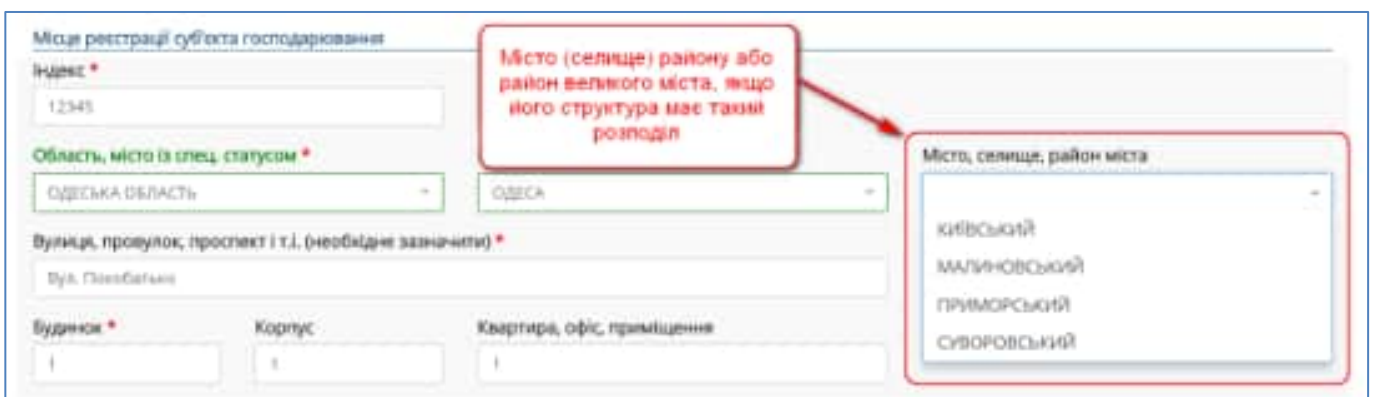 Місце реєстрації суб'єкта господарювання
Індекс *
12345
Місто (селище) району або
район великого міста, якщо
його структура має такий
розподіл
Область, місто із спец. статусом *
Місто, селище, район міста
ОДЕСЬКА ОБЛАСТЬ
ОДЕСА
Вулиця, провулок, проспект і т.і. (необхідне зазначити) *
Вул.
КИЇВСЬКИЙ
МАЛИНОВСЬКИЙ
ПРИМОРСЬКИЙ
СУВОРОВСЬКИЙ
Будинок *
Корпус
Квартира, офіс, приміщення
1
1
1